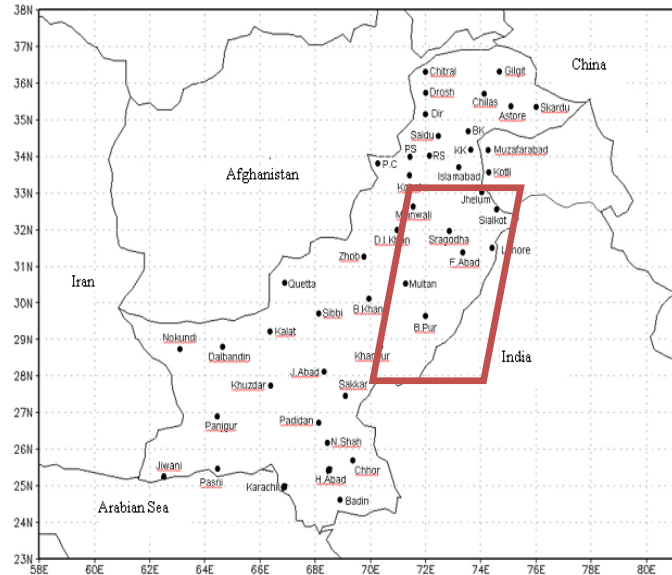 38N
37N
36N
35N
34N
33N
32N
31N
30N
29N
28N
27N
26N
25N
24N
23N
China
Chitral
Gilgit
Drosh
Chilas
Astore
Skardu
Dir
Saidu
BK
PS
RS
KK
Muzafarabad
P.C
Islamabad
Kotli
Afghanistan
Jhelum
Mianwali
Sialkot
D.I.Khan
Sragodha
Lahore
F.Abad
Zhob
Iran
Quetta
Multan
B.Khan
Sibbi
B.Pur
Kalat
Nokundi
Dalbandin
Khanpur
India
J.Abad
Khuzdar
Sakkar
Panjgur
Padidan
N.Shah
Jiwani
Pasni
Chhor
H.Abad
Karachi
Arabian Sea
Badin
58E 60E 62E 64E 66E 68E 70E 72E 74E 76E 78E 80E